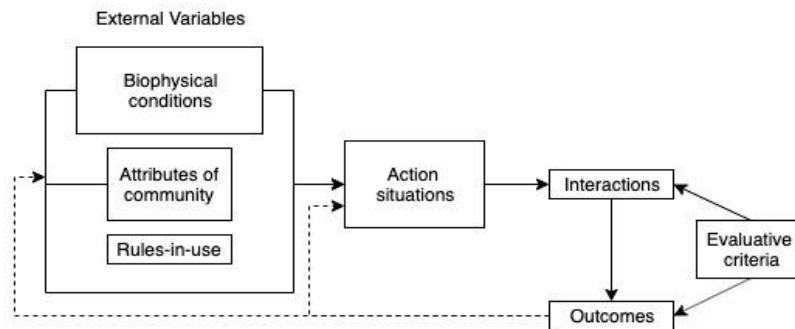 External Variables
Biophysical
conditions
Attributes of
community
Rules-in-use
Action
situations
Interactions
Evaluative
criteria
Outcomes